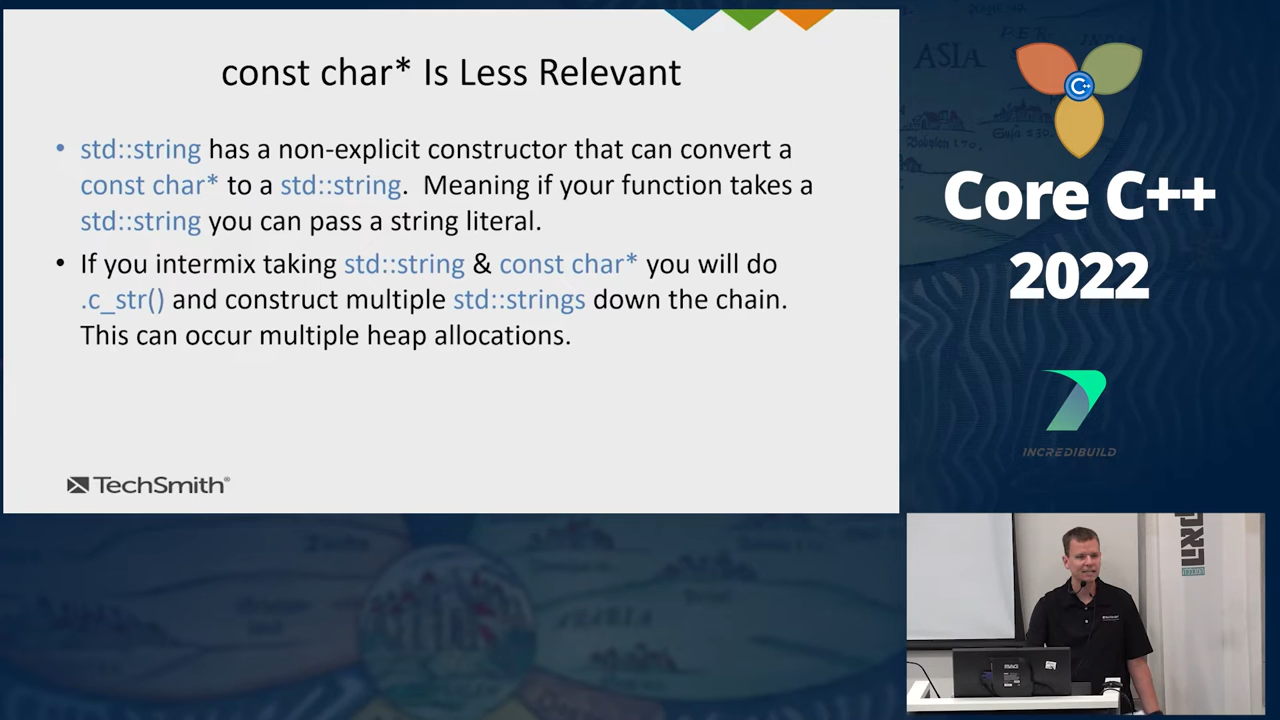 const char* Is Less Relevant
• std::string has a non-explicit constructor that can convert a
const char* to a std::string.  Meaning if your function takes a
std::string you can pass a string literal.
• If you intermix taking std::string & const char* you will do
.c_str() and construct multiple std::strings down the chain.
This can occur multiple heap allocations.
TechSmith®
ASIA
C++
Core C++
2022
INCREDIBUILD